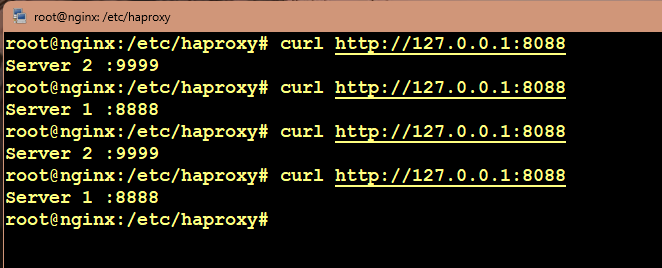 root@nginx: /etc/haproxy
root@nginx:/etc/haproxy# curl http://127.0.0.1:8088
Server 2 :9999
root@nginx:/etc/haproxy# curl http://127.0.0.1:8088
Server 1 :8888
root@nginx:/etc/haproxy# curl http://127.0.0.1:8088
Server 2 :9999
root@nginx:/etc/haproxy# curl http://127.0.0.1:8088
Server 1 :8888
root@nginx:/etc/haproxy#